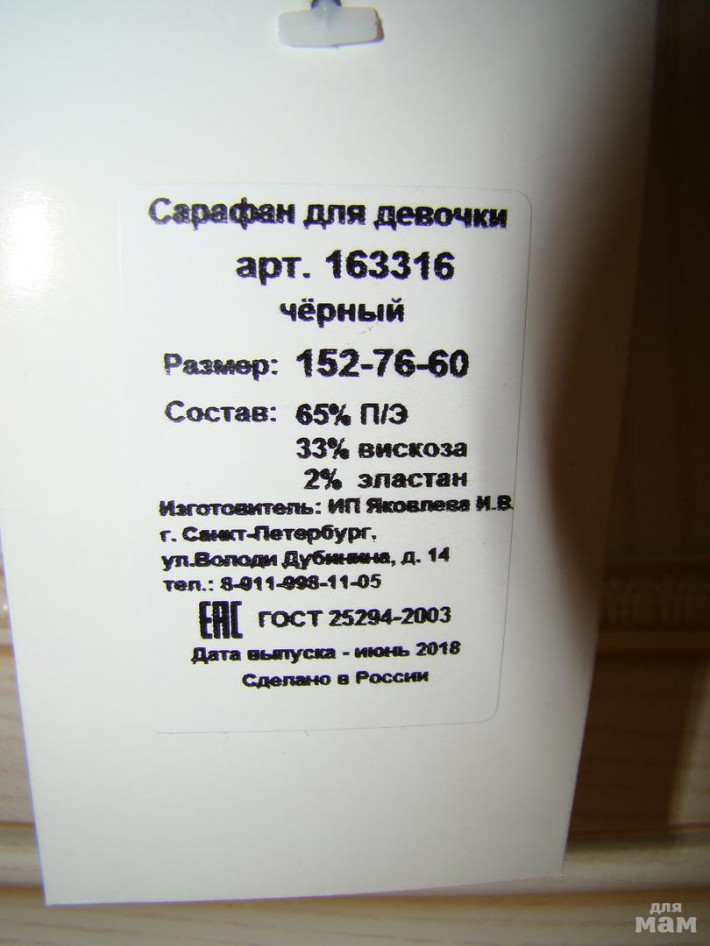 Сарафан для девочки
арт. 163316
чёрный
Размер: 152-76-60
Состав: 65% П/Э
33% вискоза
2% эластан
Изготовитель: ИП Яковлева И.В.
г. Санкт-Петербург,
ул.Володи Дубинина, д. 14
тел.: 8-911-998-11-05
ЕАС ГОСТ 25294-2003
Дата выпуска - июнь 2018
Сделано в России
для
мам